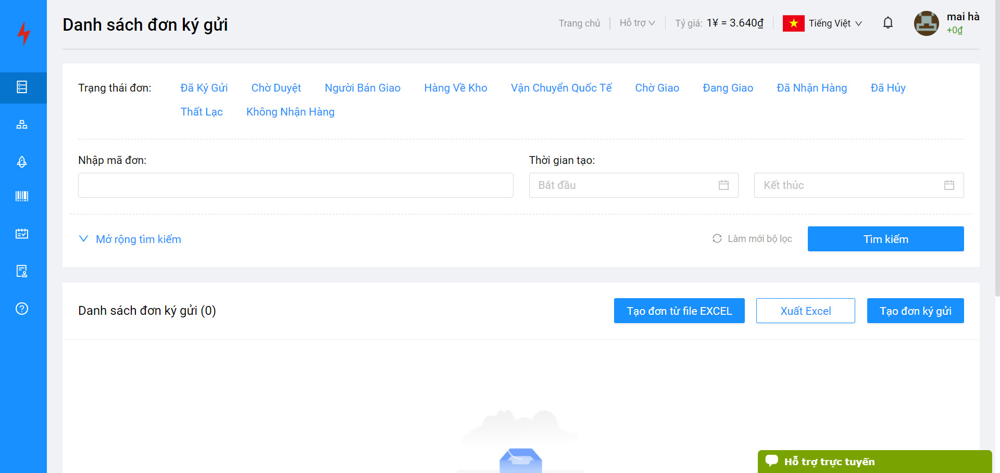 Danh sách đơn ký gửi
Trang chủ
Hỗ trợ
Tỷ giá: 1¥ = 3.640₫
Tiếng Việt
mai hà
+0₫
Trạng thái đơn:
Đã Ký Gửi Chờ Duyệt Người Bán Giao Hàng Về Kho Vận Chuyển Quốc Tế Chờ Giao Đang Giao Đã Nhận Hàng Đã Hủy
Thất Lạc Không Nhận Hàng
Nhập mã đơn:
Thời gian tạo:
Bắt đầu
Kết thúc
Mở rộng tìm kiếm
Làm mới bộ lọc
Tìm kiếm
Danh sách đơn ký gửi (0)
Tạo đơn từ file EXCEL
Xuất Excel
Tạo đơn ký gửi
Hỗ trợ trực tuyến